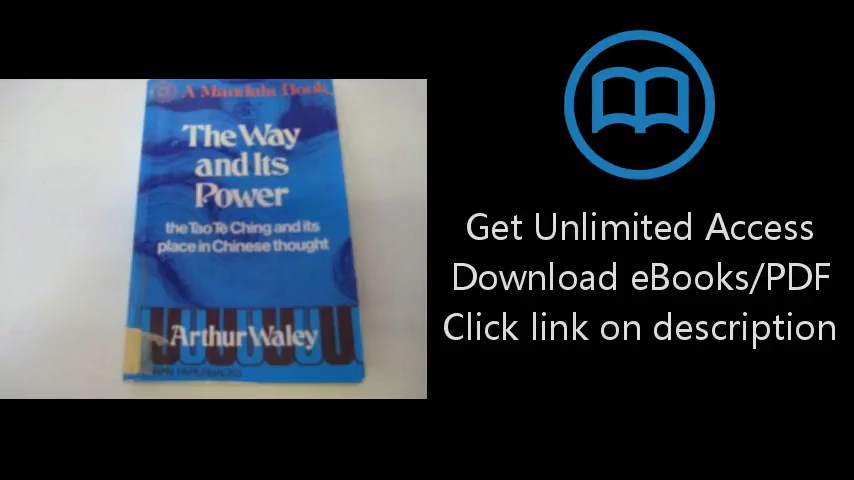 A Mandala Book
The Way
and Its
Power
the Tao Te Ching and its
place in Chinese thought
Arthur Waley
PAPERBACKS
Get Unlimited Access
Download eBooks/PDF
Click link on description